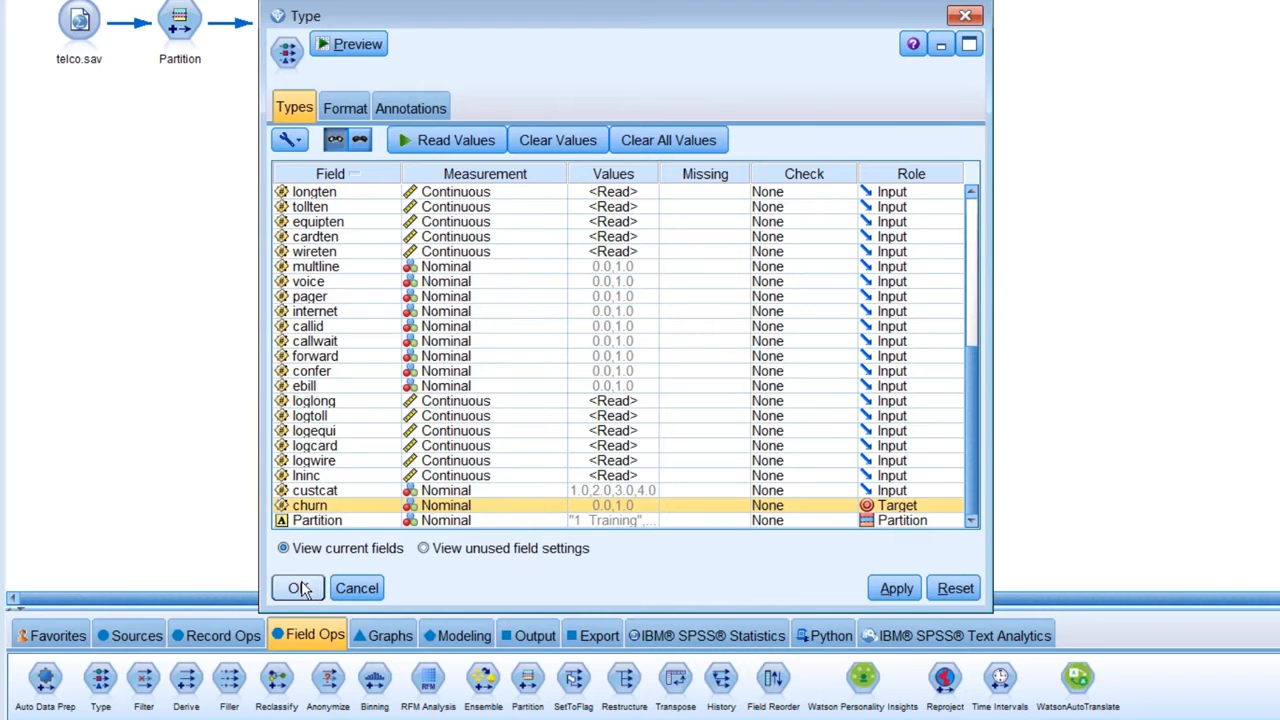 telco.sav
Partition
Type
Preview
Types Format Annotations
Read Values Clear Values Clear All Values
Field Measurement Values Missing Check Role
longten Continuous <Read> None Input
tollten Continuous <Read> None Input
equipten Continuous <Read> None Input
cardten Continuous <Read> None Input
wireten Continuous <Read> None Input
multline Nominal 0.0,1.0 None Input
voice Nominal 0.0,1.0 None Input
pager Nominal 0.0,1.0 None Input
internet Nominal 0.0,1.0 None Input
callid Nominal 0.0,1.0 None Input
callwait Nominal 0.0,1.0 None Input
forward Nominal 0.0,1.0 None Input
confer Nominal 0.0,1.0 None Input
ebill Nominal 0.0,1.0 None Input
loglong Continuous <Read> None Input
logtoll Continuous <Read> None Input
logequi Continuous <Read> None Input
logcard Continuous <Read> None Input
logwire Continuous <Read> None Input
lninc Continuous <Read> None Input
custcat Nominal 1.0,2.0,3.0,4.0 None Input
churn Nominal 0.0,1.0 None Target
Partition Nominal "1_Training",... None Partition
View current fields View unused field settings
Cancel Apply Reset
Favorites Sources Record Ops Field Ops Graphs Modeling Output Export IBM® SPSS® Statistics Python IBM® SPSS® Text Analytics
Auto Data Prep Type Filter Derive Filler Reclassify Anonymize Binning RFM Analysis Ensemble Partition SetToFlag Restructure Transpose History Field Reorder Watson Personality Insights Reproject Time Intervals WatsonAutoTranslate